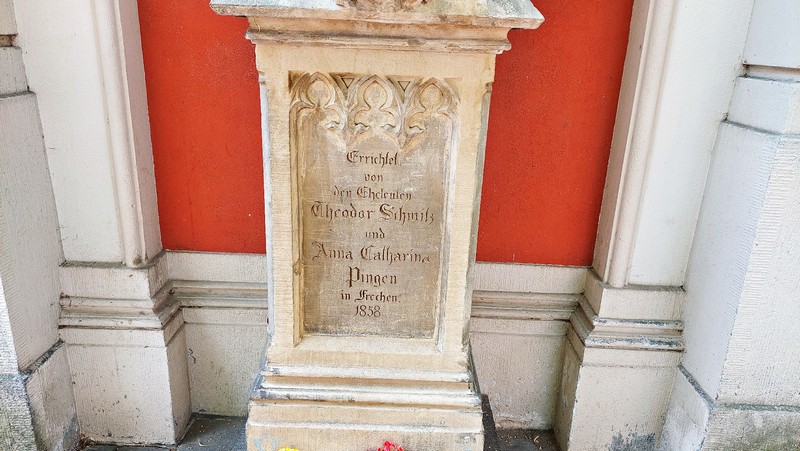 Errichtet
von
den Eheleuten
Theodor Schmitz
und
Anna Catharina
Pingen
in Frechen.
1858